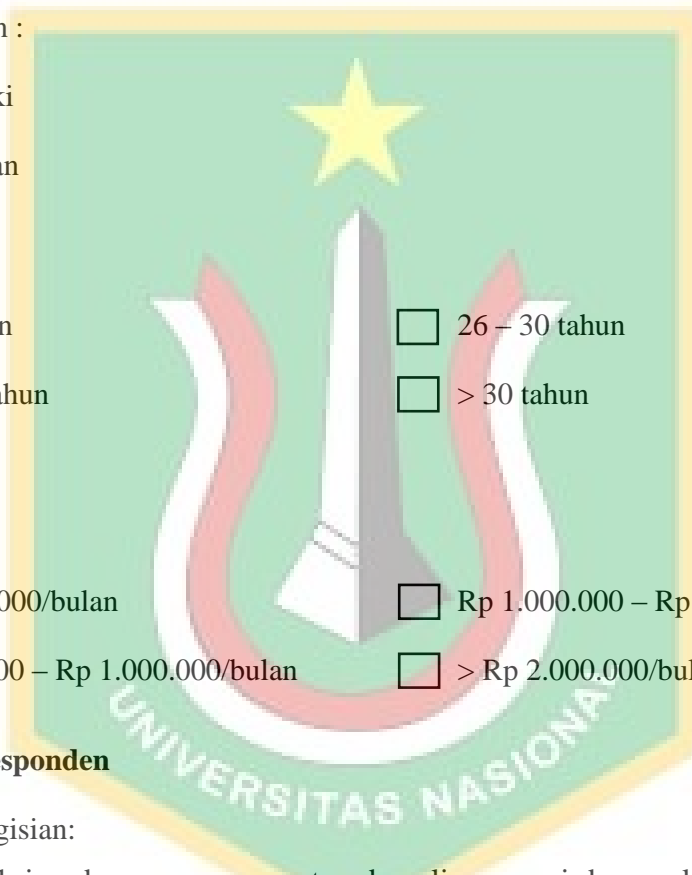 n :
ki
an
n 26 – 30 tahun
ahun > 30 tahun
000/bulan Rp 1.000.000 – Rp
00 – Rp 1.000.000/bulan > Rp 2.000.000/bul
sponden
gisian:
UNIVERSITAS NASIONAL